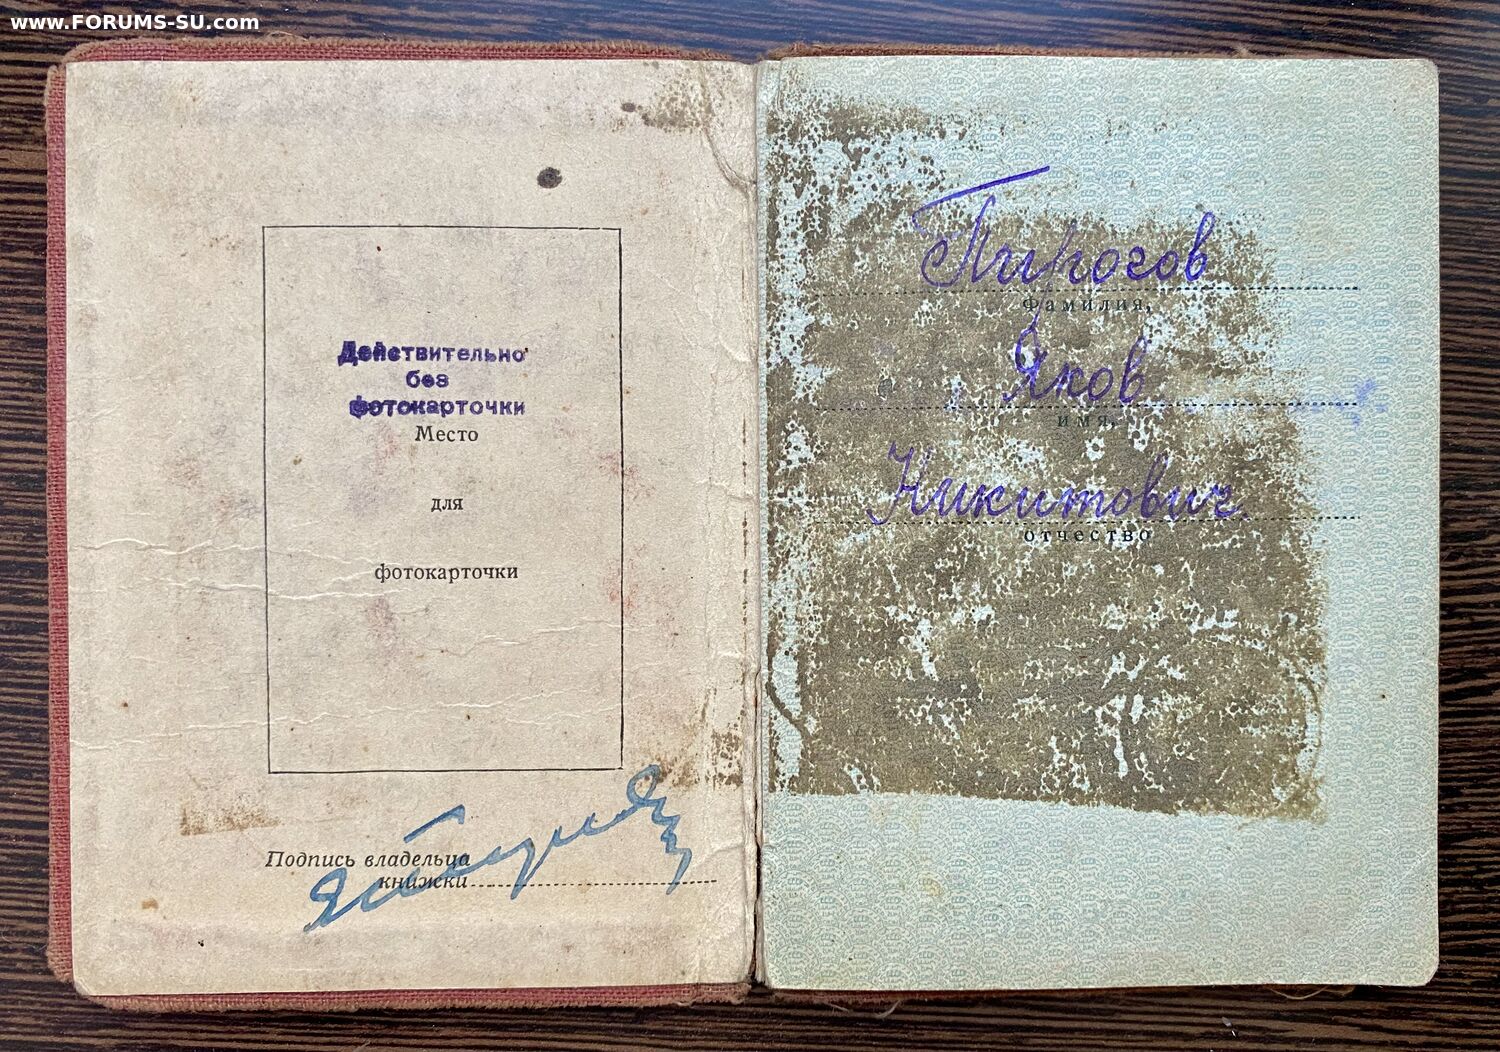 www.FORUMS-SU.com
Действительно
без
фотокарточки
Место
для
фотокарточки
Подпись владельца
книжки
Пирогов
фамилия,
Яков
имя,
Никитович
отчество